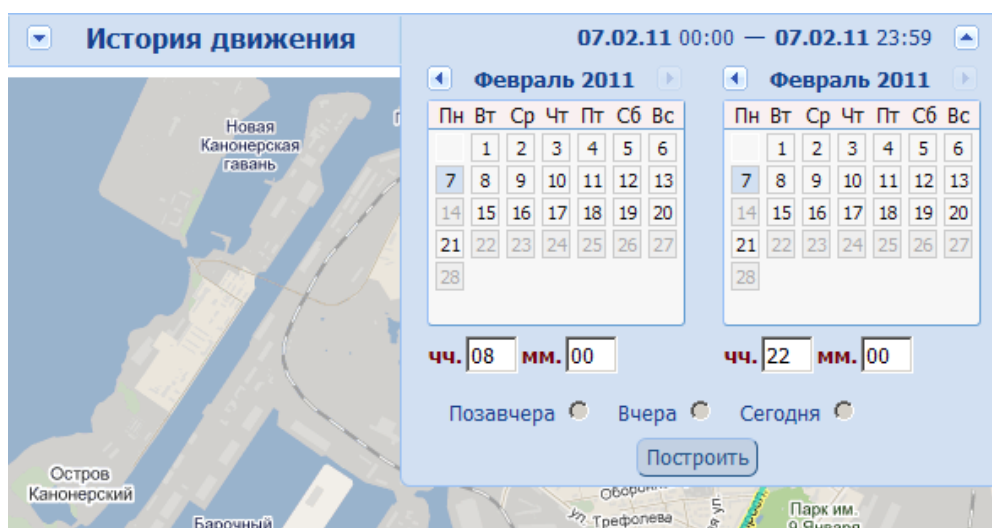 История движения
07.02.11 00:00 — 07.02.11 23:59
Февраль 2011
Пн Вт Ср Чт Пт Сб Вс
1 2 3 4 5 6
7 8 9 10 11 12 13
14 15 16 17 18 19 20
21 22 23 24 25 26 27
28
чч. 08 мм. 00
Февраль 2011
Пн Вт Ср Чт Пт Сб Вс
1 2 3 4 5 6
7 8 9 10 11 12 13
14 15 16 17 18 19 20
21 22 23 24 25 26 27
28
чч. 22 мм. 00
Позавчера Вчера Сегодня
Построить
Новая
Канонерская
гавань
Остров
Канонерский
Барочный
ул. Трефолева
Парк им.
9 Января